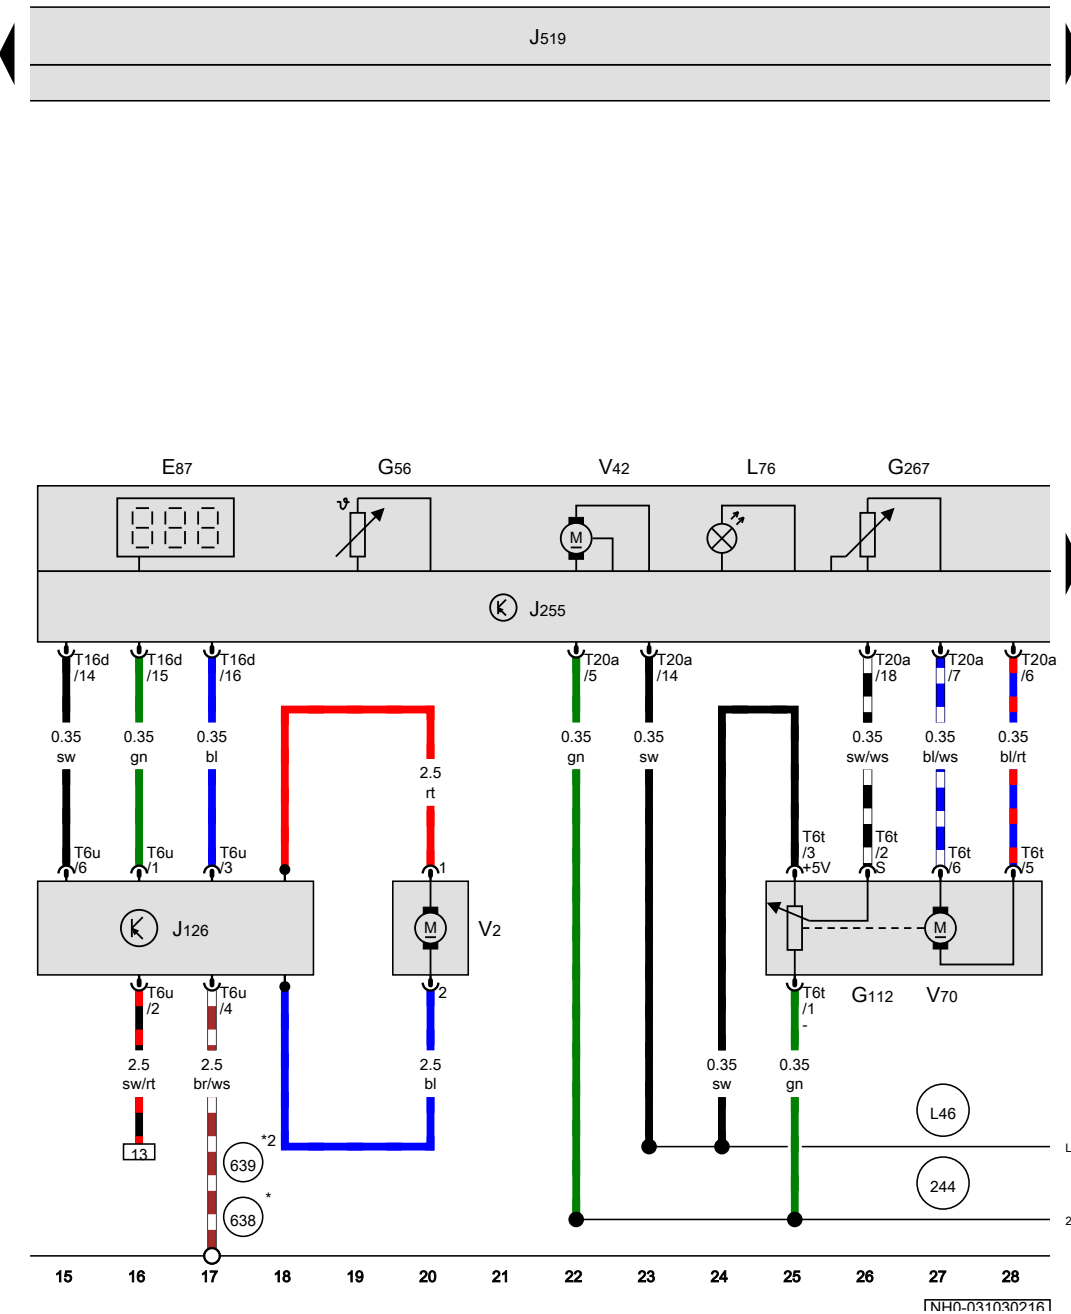 J519
E87 G56 V42 L76 G267
ϑ
M
J255
T16d /14
T16d /15
T16d /16
T20a /5
T20a /14
T20a /18
T20a /7
T20a /6
0.35 sw
0.35 gn
0.35 bl
2.5 rt
0.35 gn
0.35 sw
0.35 sw/ws
0.35 bl/ws
0.35 bl/rt
T6u /6
T6u /1
T6u /3
1
T6t /3 +5V
T6t /2 S
T6t /6
T6t /5
J126
M
V2
M
T6u /2
T6u /4
2
T6t /1 -
G112 V70
2.5 sw/rt
2.5 br/ws
2.5 bl
0.35 sw
0.35 gn
L46
13
*2
639
L
*
638
244
2
15 16 17 18 19 20 21 22 23 24 25 26 27 28
NH0-031030216